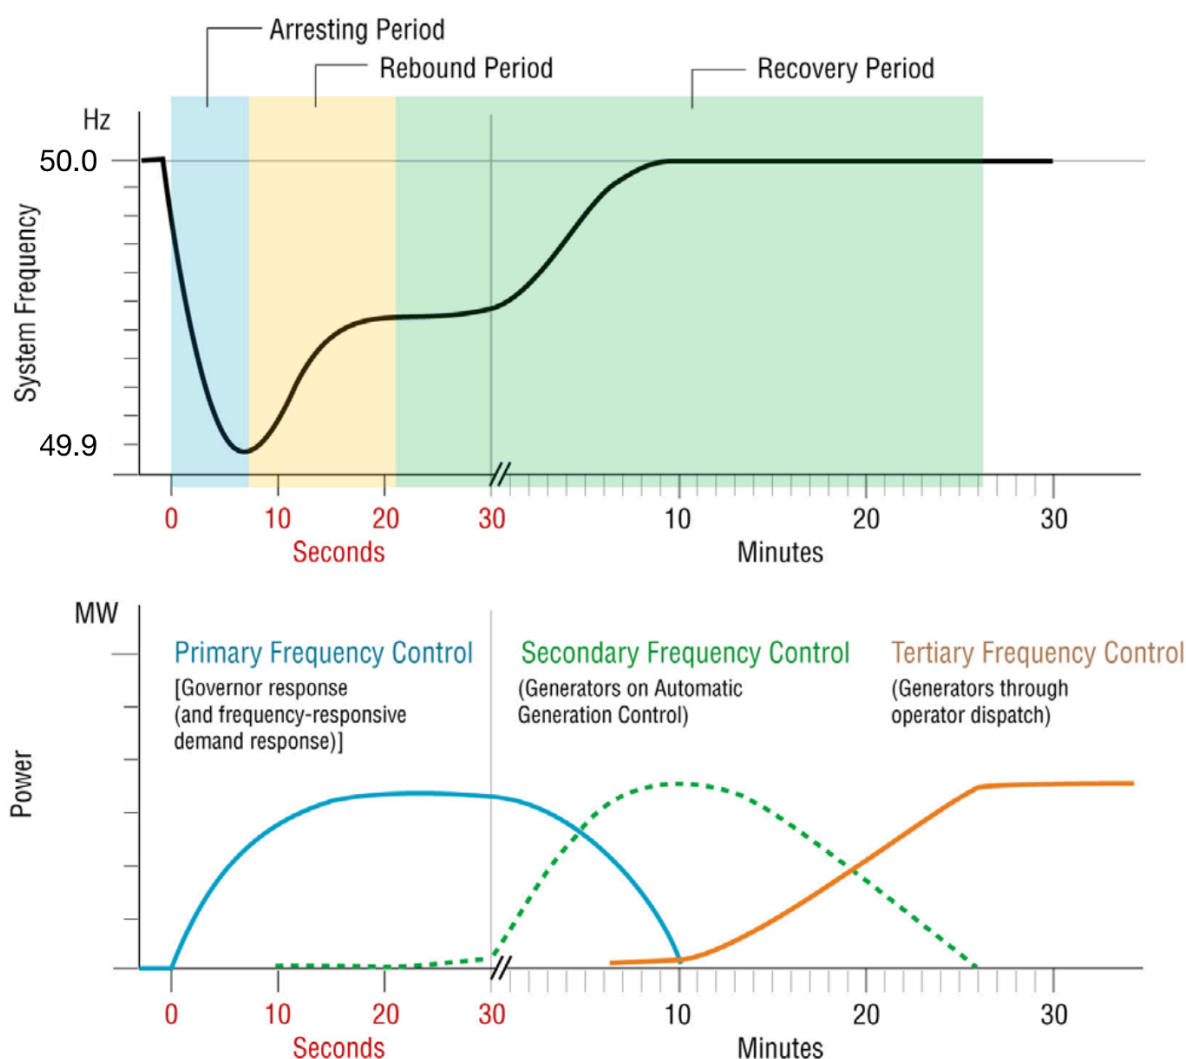 Arresting Period
Rebound Period
Recovery Period
Hz
50.0
System Frequency
49.9
0 10 20 30 10 20 30
Seconds Minutes
MW
Primary Frequency Control
[Governor response
(and frequency-responsive
demand response)]
Secondary Frequency Control
(Generators on Automatic
Generation Control)
Tertiary Frequency Control
(Generators through
operator dispatch)
Power
0 10 20 30 10 20 30
Seconds Minutes